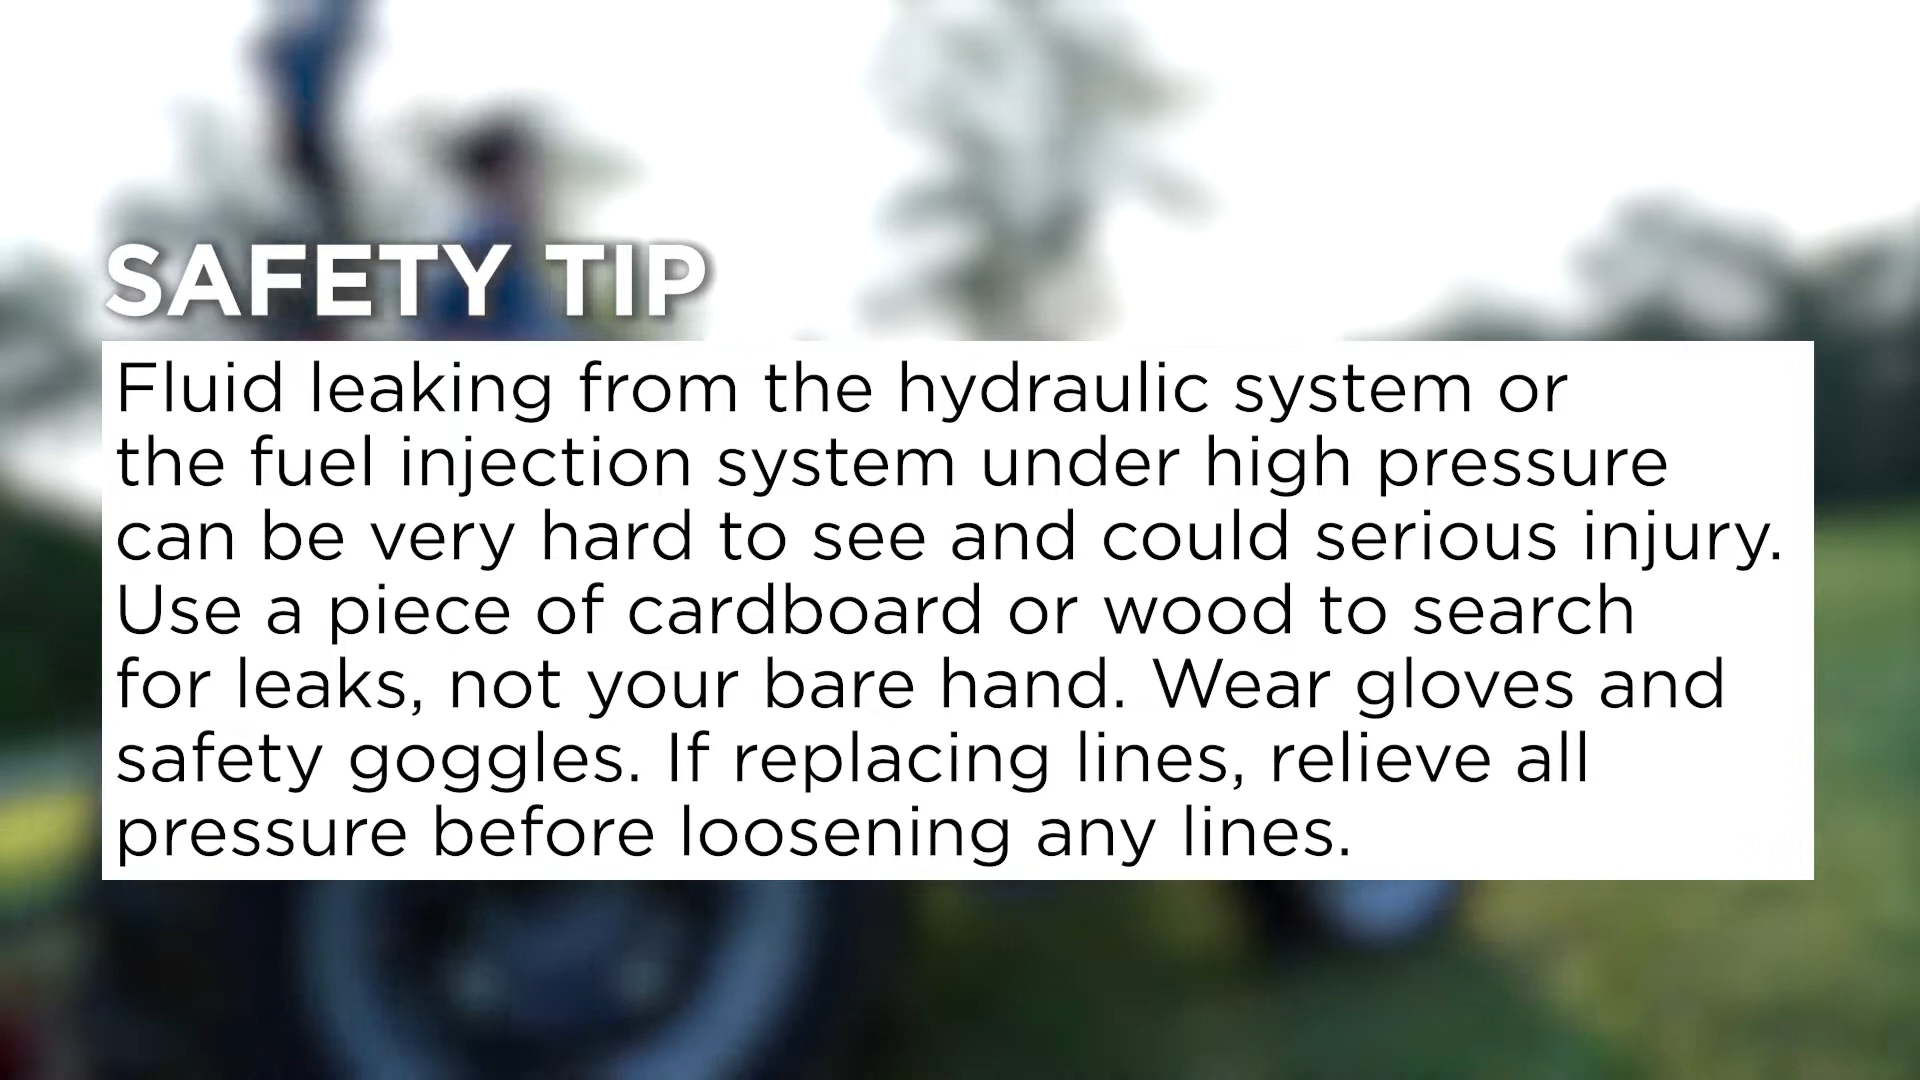 SAFETY TIP
Fluid leaking from the hydraulic system or
the fuel injection system under high pressure
can be very hard to see and could serious injury.
Use a piece of cardboard or wood to search
for leaks, not your bare hand. Wear gloves and
safety goggles. If replacing lines, relieve all
pressure before loosening any lines.